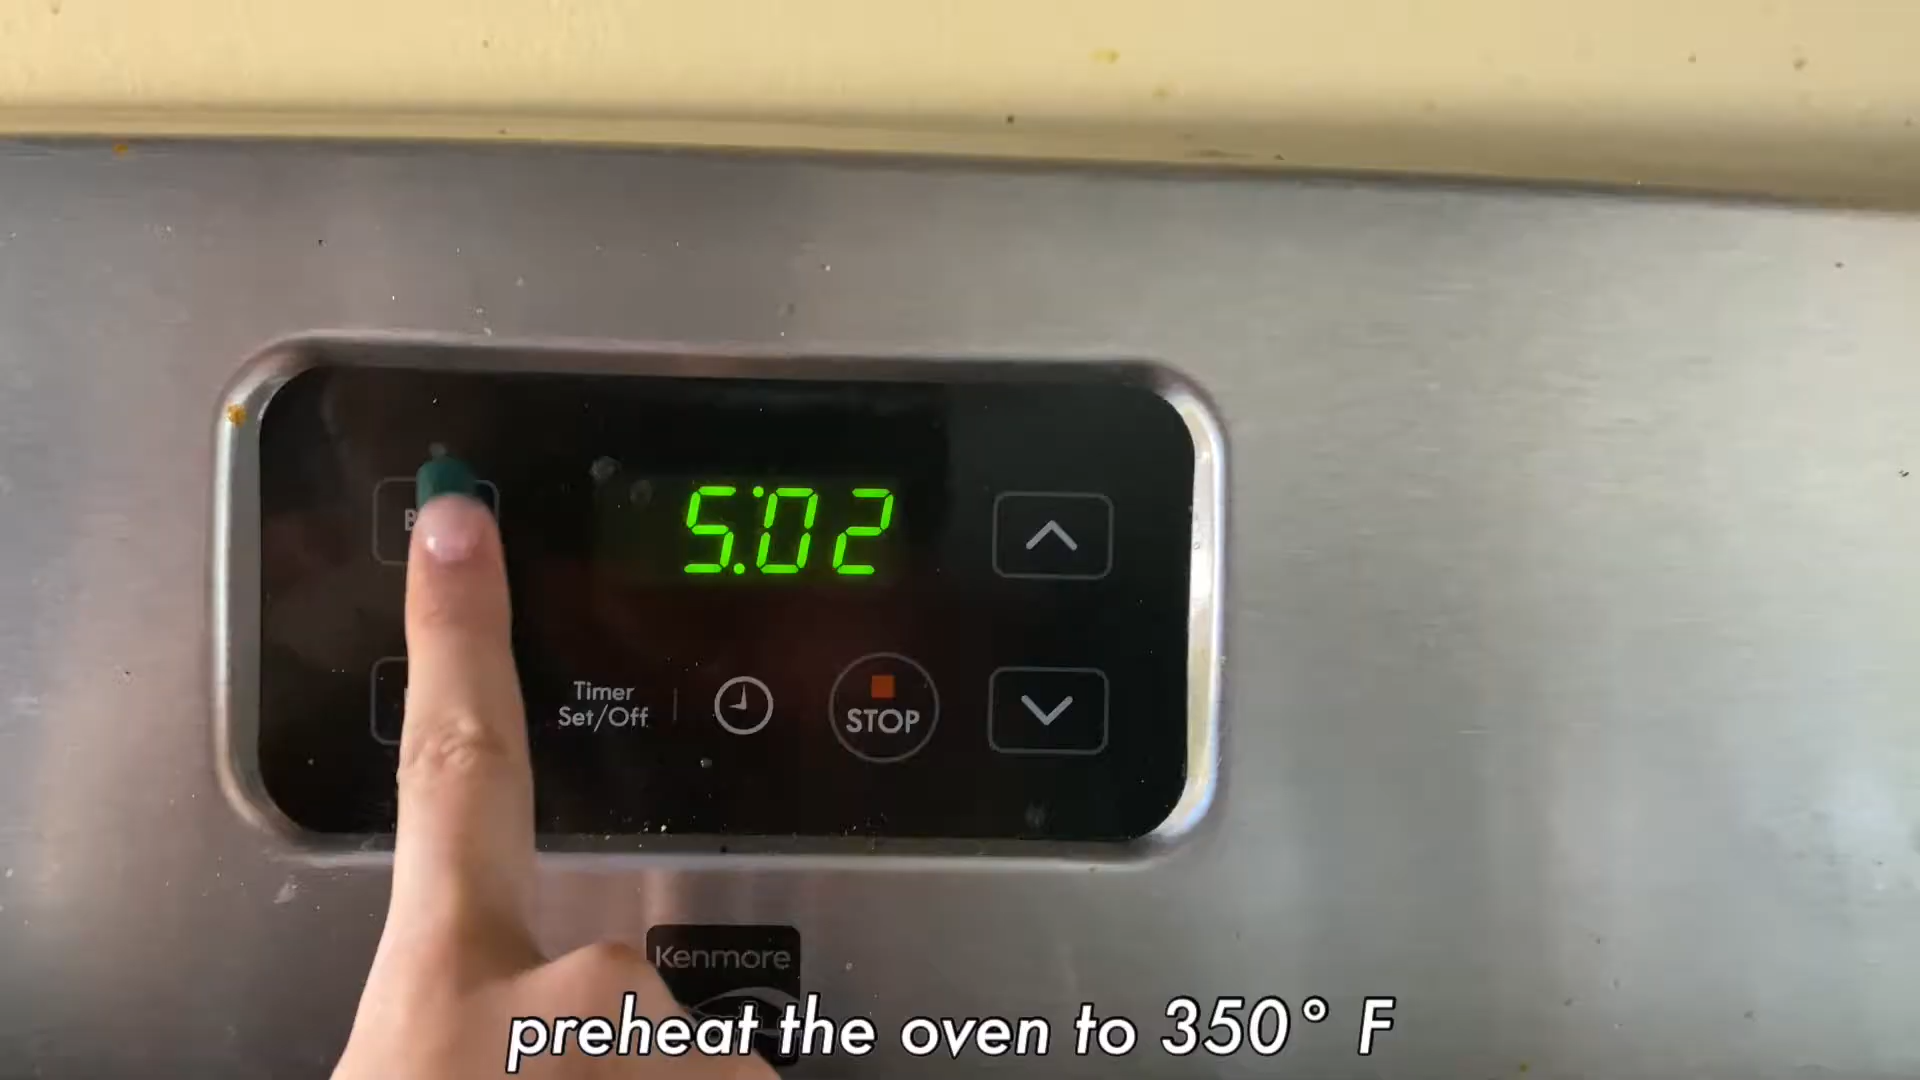 5:02
Timer
Set/Off
STOP
Kenmore
preheat the oven to 350° F